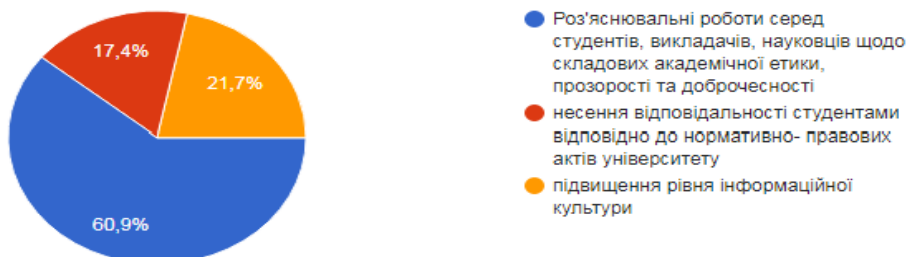 17,4%
21,7%
60,9%
Роз'яснювальні роботи серед
студентів, викладачів, науковців щодо
складових академічної етики,
прозорості та доброчесності
несення відповідальності студентами
відповідно до нормативно- правових
актів університету
підвищення рівня інформаційної
культури